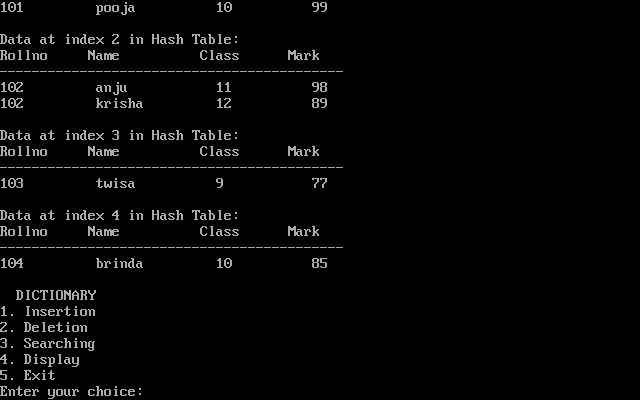 101         pooja          10          99
Data at index 2 in Hash Table:
Rollno     Name          Class      Mark
-------------------------------------------
102         anju           11          98
102         krisha         12          89
Data at index 3 in Hash Table:
Rollno     Name          Class      Mark
-------------------------------------------
103         twisa          9           77
Data at index 4 in Hash Table:
Rollno     Name          Class      Mark
-------------------------------------------
104         brinda         10          85
DICTIONARY
1. Insertion
2. Deletion
3. Searching
4. Display
5. Exit
Enter your choice: